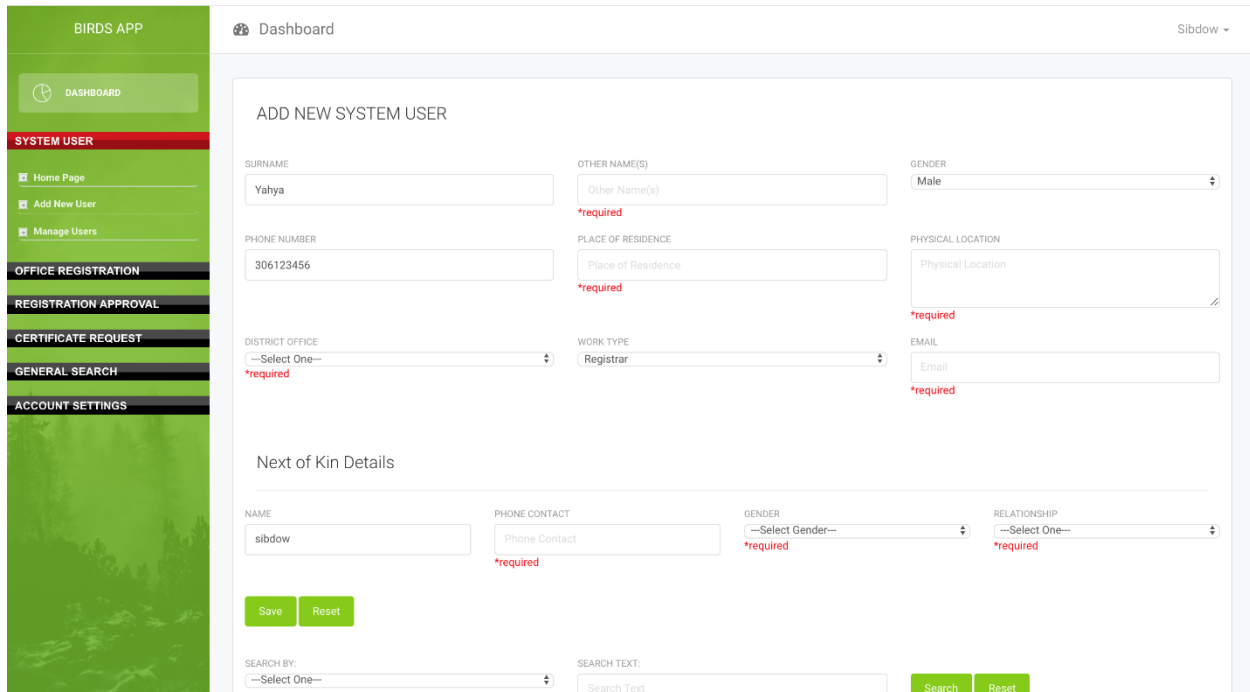 BIRDS APP
Dashboard
Sibdow
DASHBOARD
SYSTEM USER
Home Page
Add New User
Manage Users
OFFICE REGISTRATION
REGISTRATION APPROVAL
CERTIFICATE REQUEST
GENERAL SEARCH
ACCOUNT SETTINGS
ADD NEW SYSTEM USER
SURNAME
OTHER NAME(S)
GENDER
Yahya
Other Name(s)
Male
*required
PHONE NUMBER
PLACE OF RESIDENCE
PHYSICAL LOCATION
306123456
Place of Residence
Physical Location
*required
*required
DISTRICT OFFICE
WORK TYPE
EMAIL
---Select One---
Registrar
Email
*required
*required
Next of Kin Details
NAME
PHONE CONTACT
GENDER
RELATIONSHIP
sibdow
Phone Contact
---Select Gender---
---Select One---
*required
*required
*required
Save
Reset
SEARCH BY:
SEARCH TEXT:
---Select One---
Search Text
Search
Reset